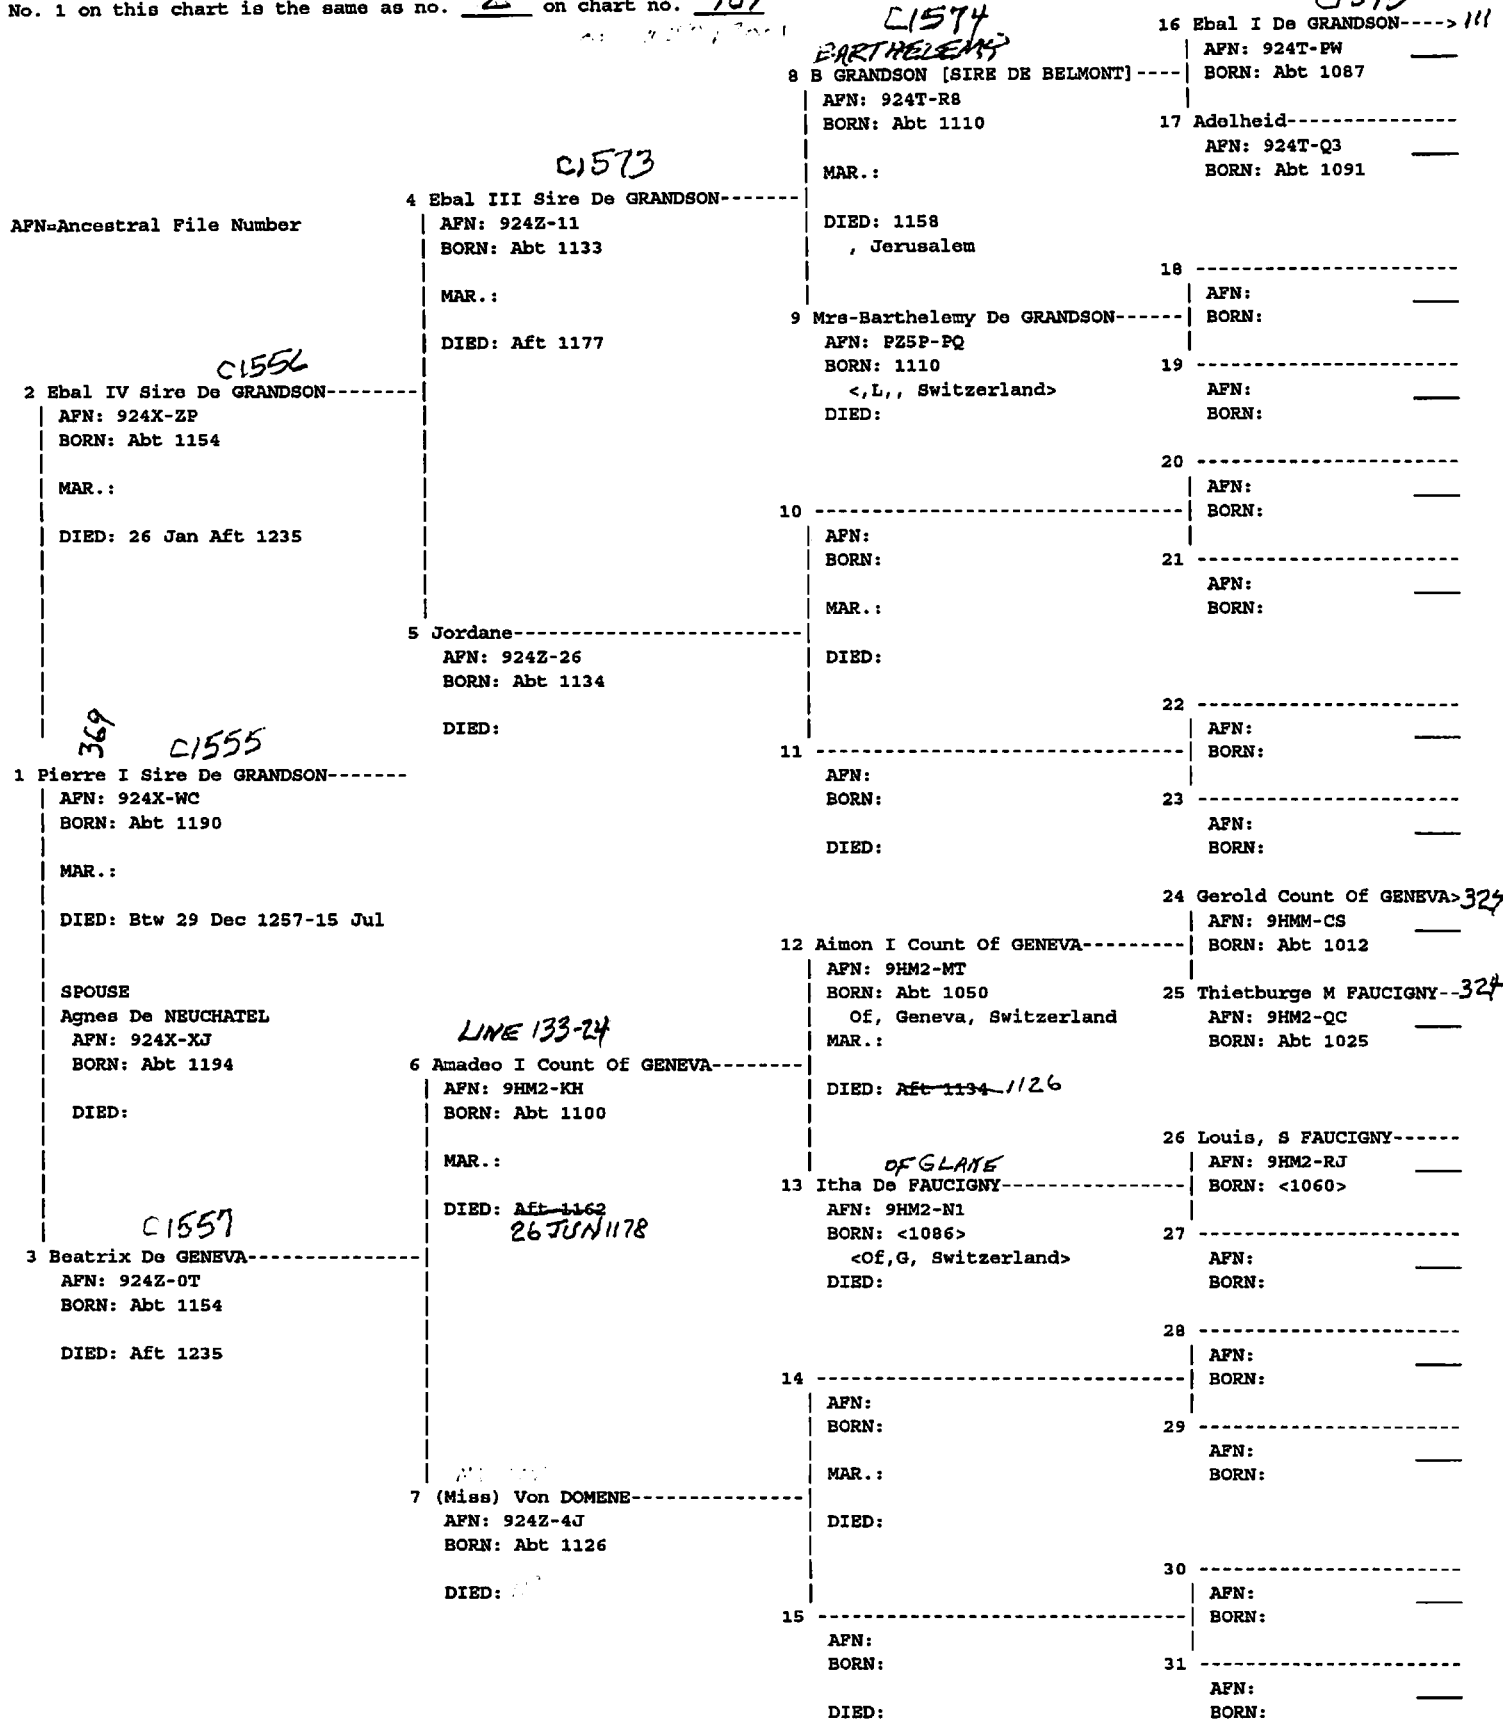 No. 1 on this chart is the same as no. on chart no.
AFN=Ancestral File Number
369
C1555
1 Pierre I Sire De GRANDSON-------
AFN: 924X-WC
BORN: Abt 1190
MAR.:
DIED: Btw 29 Dec 1257-15 Jul
SPOUSE
Agnes De NEUCHATEL
AFN: 924X-XJ
BORN: Abt 1194
DIED:
C1556
2 Ebal IV Sire De GRANDSON--------
AFN: 924X-ZP
BORN: Abt 1154
MAR.:
DIED: 26 Jan Aft 1235
C1557
3 Beatrix De GENEVA---------------
AFN: 924Z-0T
BORN: Abt 1154
DIED: Aft 1235
C1573
4 Ebal III Sire De GRANDSON-------
AFN: 924Z-11
BORN: Abt 1133
MAR.:
DIED: Aft 1177
5 Jordane------------------------
AFN: 924Z-26
BORN: Abt 1134
DIED:
LINE 133-24
6 Amadeo I Count Of GENEVA--------
AFN: 9HM2-KH
BORN: Abt 1100
MAR.:
DIED: Aft 1162
26 JUN 1178
7 (Miss) Von DOMENE---------------
AFN: 924Z-4J
BORN: Abt 1126
DIED:
C1574
BARTHELEMY
8 B GRANDSON [SIRE DE BELMONT]----
AFN: 924T-R8
BORN: Abt 1110
MAR.:
DIED: 1158
, Jerusalem
9 Mrs-Barthelemy De GRANDSON------
AFN: PZ5P-PQ
BORN: 1110
<,L,, Switzerland>
DIED:
10 -------------------------------
AFN:
BORN:
MAR.:
DIED:
11 -------------------------------
AFN:
BORN:
DIED:
12 Aimon I Count Of GENEVA---------
AFN: 9HM2-MT
BORN: Abt 1050
Of, Geneva, Switzerland
MAR.:
DIED: Aft 1134 1126
OF GLANE
13 Itha De FAUCIGNY---------------
AFN: 9HM2-N1
BORN: <1086>
<Of,G, Switzerland>
DIED:
14 -------------------------------
AFN:
BORN:
MAR.:
DIED:
15 -------------------------------
AFN:
BORN:
DIED:
16 Ebal I De GRANDSON----> 111
AFN: 924T-PW
BORN: Abt 1087
17 Adelheid---------------
AFN: 924T-Q3
BORN: Abt 1091
18 -----------------------
AFN:
BORN:
19 -----------------------
AFN:
BORN:
20 -----------------------
AFN:
BORN:
21 -----------------------
AFN:
BORN:
22 -----------------------
AFN:
BORN:
23 -----------------------
AFN:
BORN:
24 Gerold Count Of GENEVA> 324
AFN: 9HMM-CS
BORN: Abt 1012
25 Thietburge M FAUCIGNY-- 324
AFN: 9HM2-QC
BORN: Abt 1025
26 Louis, S FAUCIGNY------
AFN: 9HM2-RJ
BORN: <1060>
27 -----------------------
AFN:
BORN:
28 -----------------------
AFN:
BORN:
29 -----------------------
AFN:
BORN:
30 -----------------------
AFN:
BORN:
31 -----------------------
AFN:
BORN: